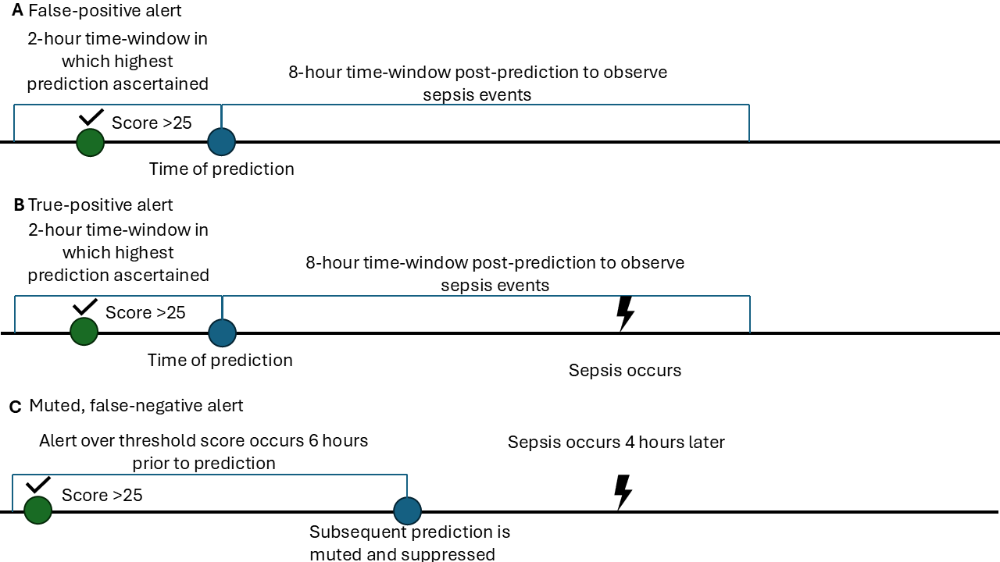 A False-positive alert
2-hour time-window in
which highest
prediction ascertained
8-hour time-window post-prediction to observe
sepsis events
Score >25
Time of prediction
B True-positive alert
2-hour time-window in
which highest
prediction ascertained
8-hour time-window post-prediction to observe
sepsis events
Score >25
Time of prediction
Sepsis occurs
C Muted, false-negative alert
Alert over threshold score occurs 6 hours
prior to prediction
Sepsis occurs 4 hours later
Score >25
Subsequent prediction is
muted and suppressed